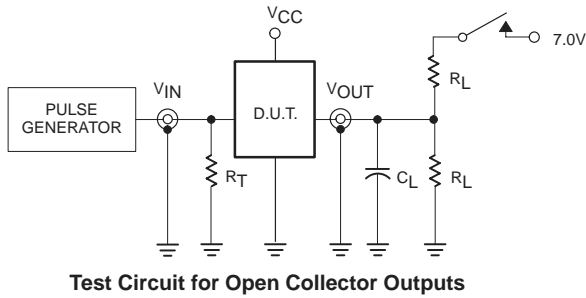 VCC
7.0V
RL
VIN
VOUT
PULSE
GENERATOR
D.U.T.
RT
CL
RL
Test Circuit for Open Collector Outputs